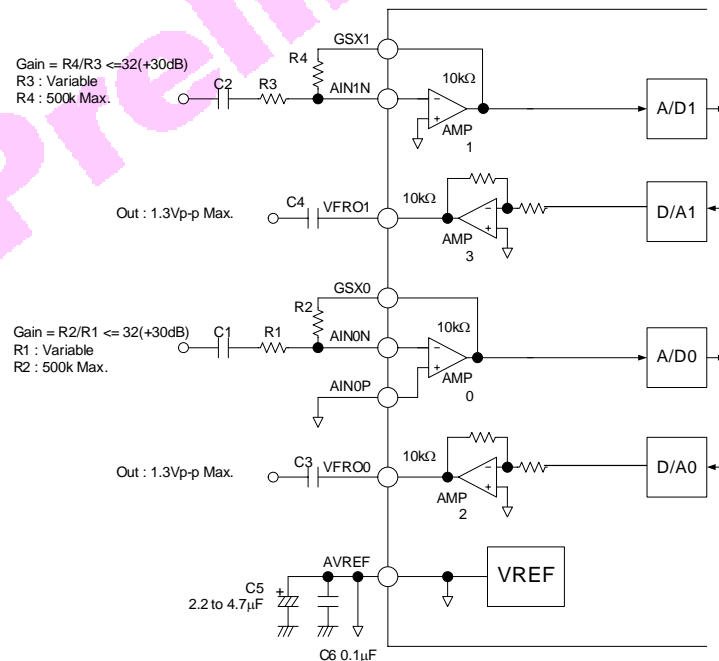 Preli
GSX1
Gain = R4/R3 <=32(+30dB)
R3 : Variable
R4 : 500k Max.
R4
C2
R3
AIN1N
10kΩ
AMP
1
A/D1
Out : 1.3Vp-p Max.
C4
VFRO1
10kΩ
AMP
3
D/A1
GSX0
Gain = R2/R1 <= 32(+30dB)
R1 : Variable
R2 : 500k Max.
R2
C1
R1
AIN0N
10kΩ
AMP
0
A/D0
AIN0P
Out : 1.3Vp-p Max.
C3
VFRO0
10kΩ
AMP
2
D/A0
AVREF
VREF
+
C5
2.2 to 4.7μF
C6 0.1μF